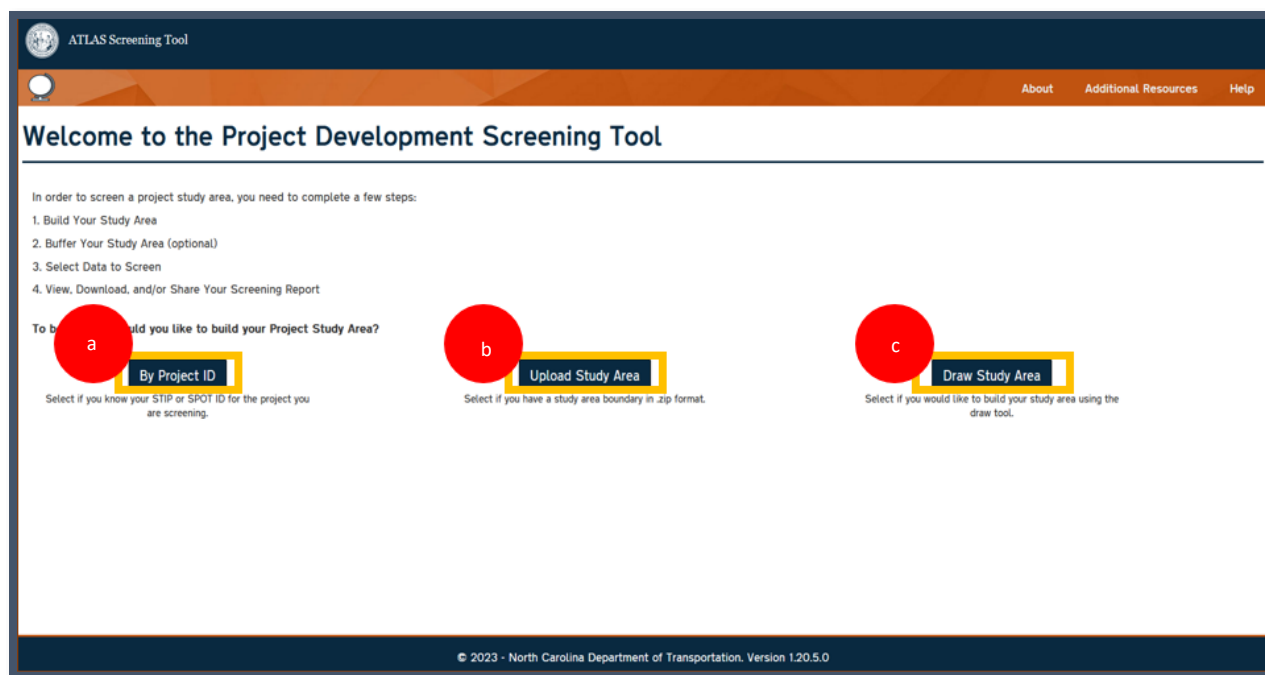 ATLAS Screening Tool
About Additional Resources Help
Welcome to the Project Development Screening Tool
In order to screen a project study area, you need to complete a few steps:
1. Build Your Study Area
2. Buffer Your Study Area (optional)
3. Select Data to Screen
4. View, Download, and/or Share Your Screening Report
To you like to build your Project Study Area?
a
b
c
By Project ID
Upload Study Area
Draw Study Area
Select if you know your STIP or SPOT ID for the project you
are screening.
Select if you have a study area boundary in .zip format.
Select if you would like to build your study area using the
draw tool.
© 2023 - North Carolina Department of Transportation. Version 1.20.5.0